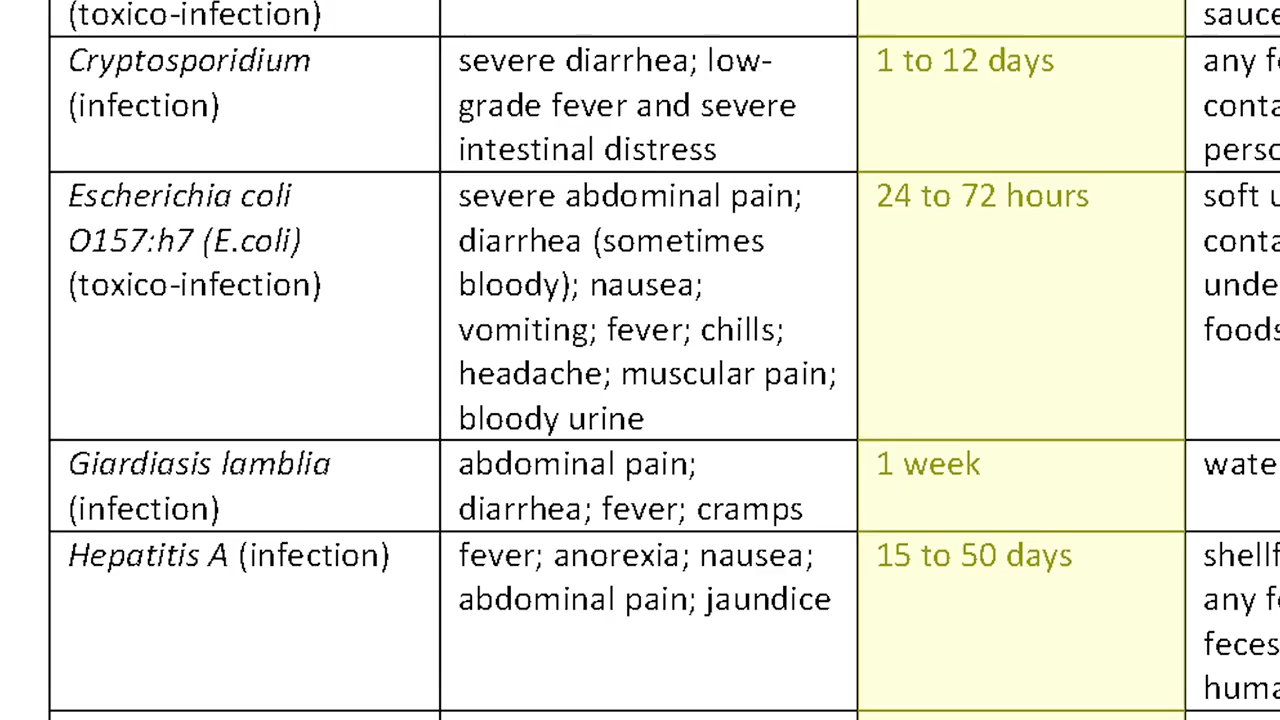 (toxico-infection)
Cryptosporidium
(infection)
severe diarrhea; low-
grade fever and severe
intestinal distress
1 to 12 days
any
Escherichia coli
O157:h7 (E.coli)
(toxico-infection)
severe abdominal pain;
diarrhea (sometimes
bloody); nausea;
vomiting; fever; chills;
headache; muscular pain;
bloody urine
24 to 72 hours
soft
Giardiasis lamblia
(infection)
abdominal pain;
diarrhea; fever; cramps
1 week
Hepatitis A (infection)
fever; anorexia; nausea;
abdominal pain; jaundice
15 to 50 days
any